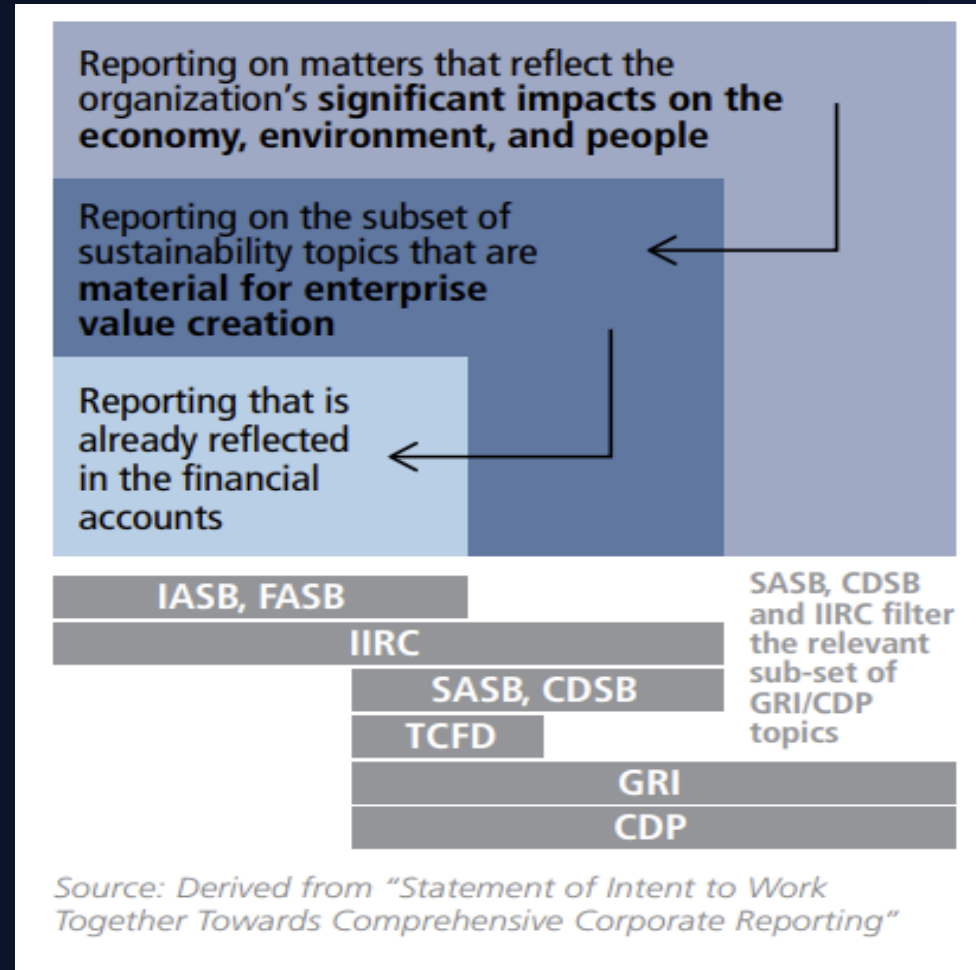 Reporting on matters that reflect the
organization's significant impacts on the
economy, environment, and people
Reporting on the subset of
sustainability topics that are
material for enterprise
value creation
Reporting that is
already reflected
in the financial
accounts
IASB, FASB
IIRC
SASB, CDSB
TCFD
GRI
CDP
SASB, CDSB
and IIRC filter
the relevant
sub-set of
GRI/CDP
topics
Source: Derived from “Statement of Intent to Work
Together Towards Comprehensive Corporate Reporting”